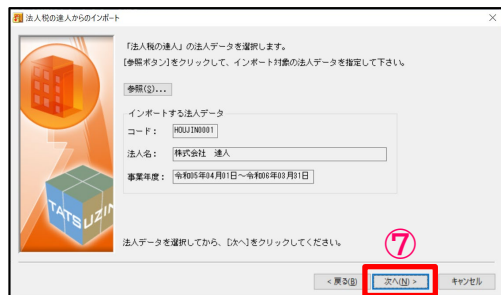 法人税の達人からのインポート
「法人税の達人」の法人データを選択します。
[参照ボタン]をクリックして、インポート対象の法人データを指定して下さい。
参照(S)...
インポートする法人データ
コード: HOUJIN0001
法人名: 株式会社 達人
事業年度: 令和05年04月01日～令和06年03月31日
TATSUZIN
法人データを選択してから、[次へ]をクリックしてください。
⑦
< 戻る(B) 次へ(N) > キャンセル